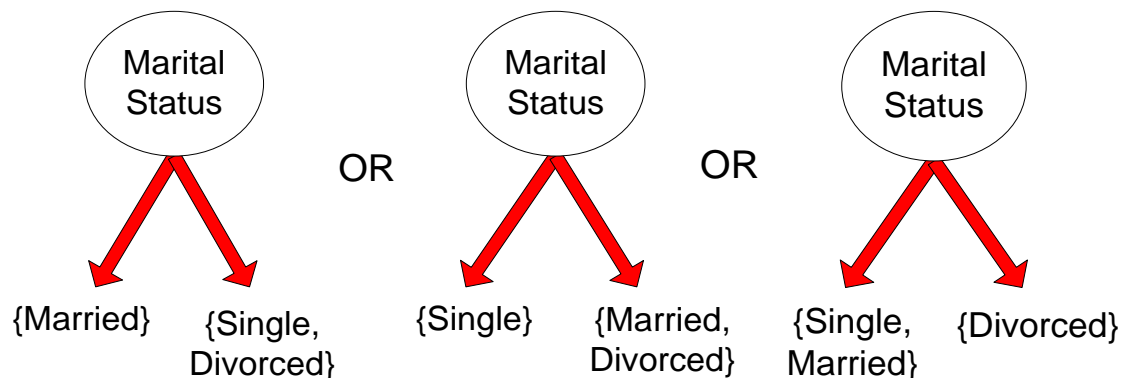 Marital
Status
Marital
Status
Marital
Status
OR
OR
{Married}
{Single,
Divorced}
{Single}
{Married,
Divorced}
{Single,
Married}
{Divorced}